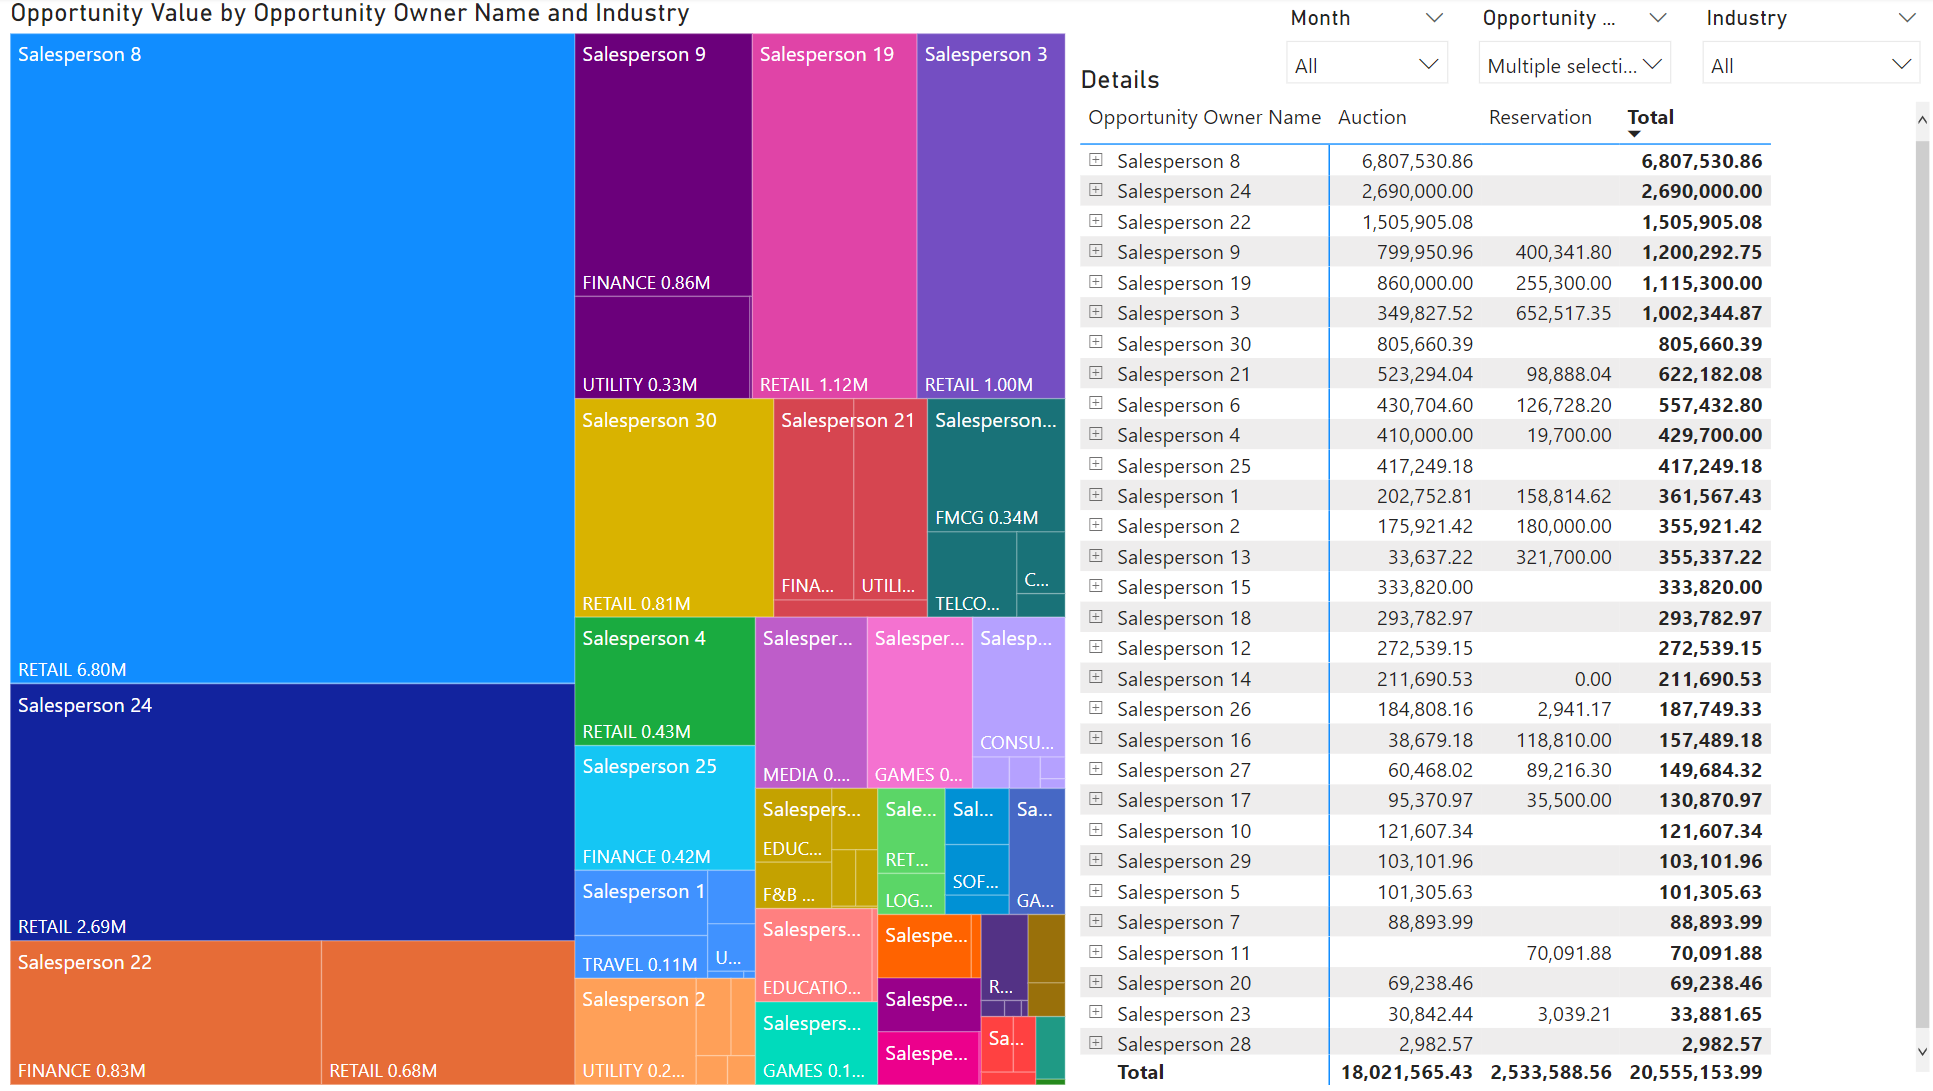 Opportunity Value by Opportunity Owner Name and Industry
Salesperson 8
RETAIL 6.80M
Salesperson 24
RETAIL 2.69M
Salesperson 22
FINANCE 0.83M
RETAIL 0.68M
Salesperson 9
FINANCE 0.86M
UTILITY 0.33M
Salesperson 19
RETAIL 1.12M
Salesperson 3
RETAIL 1.00M
Salesperson 30
RETAIL 0.81M
Salesperson 21
FINA...
UTILI...
Salesperson...
FMCG 0.34M
TELCO...
C...
Salesperson 4
RETAIL 0.43M
Salesperson 25
FINANCE 0.42M
Salesperson 1
TRAVEL 0.11M
U...
Salesperson 2
UTILITY 0.2...
Salesper...
MEDIA 0....
Salesper...
GAMES 0...
Salesp...
CONSU...
Salespers...
EDUC...
F&B ...
Sale...
RET...
LOG...
Sal...
SOF...
Sa...
GA...
Salespers...
EDUCATIO...
Salespers...
GAMES 0.1...
Salespe...
Salespe...
Salespe...
R...
Sa...
Month
All
Opportunity ...
Multiple selecti...
Industry
All
Details
Opportunity Owner Name Auction Reservation Total
Salesperson 8 6,807,530.86 6,807,530.86
Salesperson 24 2,690,000.00 2,690,000.00
Salesperson 22 1,505,905.08 1,505,905.08
Salesperson 9 799,950.96 400,341.80 1,200,292.75
Salesperson 19 860,000.00 255,300.00 1,115,300.00
Salesperson 3 349,827.52 652,517.35 1,002,344.87
Salesperson 30 805,660.39 805,660.39
Salesperson 21 523,294.04 98,888.04 622,182.08
Salesperson 6 430,704.60 126,728.20 557,432.80
Salesperson 4 410,000.00 19,700.00 429,700.00
Salesperson 25 417,249.18 417,249.18
Salesperson 1 202,752.81 158,814.62 361,567.43
Salesperson 2 175,921.42 180,000.00 355,921.42
Salesperson 13 33,637.22 321,700.00 355,337.22
Salesperson 15 333,820.00 333,820.00
Salesperson 18 293,782.97 293,782.97
Salesperson 12 272,539.15 272,539.15
Salesperson 14 211,690.53 0.00 211,690.53
Salesperson 26 184,808.16 2,941.17 187,749.33
Salesperson 16 38,679.18 118,810.00 157,489.18
Salesperson 27 60,468.02 89,216.30 149,684.32
Salesperson 17 95,370.97 35,500.00 130,870.97
Salesperson 10 121,607.34 121,607.34
Salesperson 29 103,101.96 103,101.96
Salesperson 5 101,305.63 101,305.63
Salesperson 7 88,893.99 88,893.99
Salesperson 11 70,091.88 70,091.88
Salesperson 20 69,238.46 69,238.46
Salesperson 23 30,842.44 3,039.21 33,881.65
Salesperson 28 2,982.57 2,982.57
Total 18,021,565.43 2,533,588.56 20,555,153.99